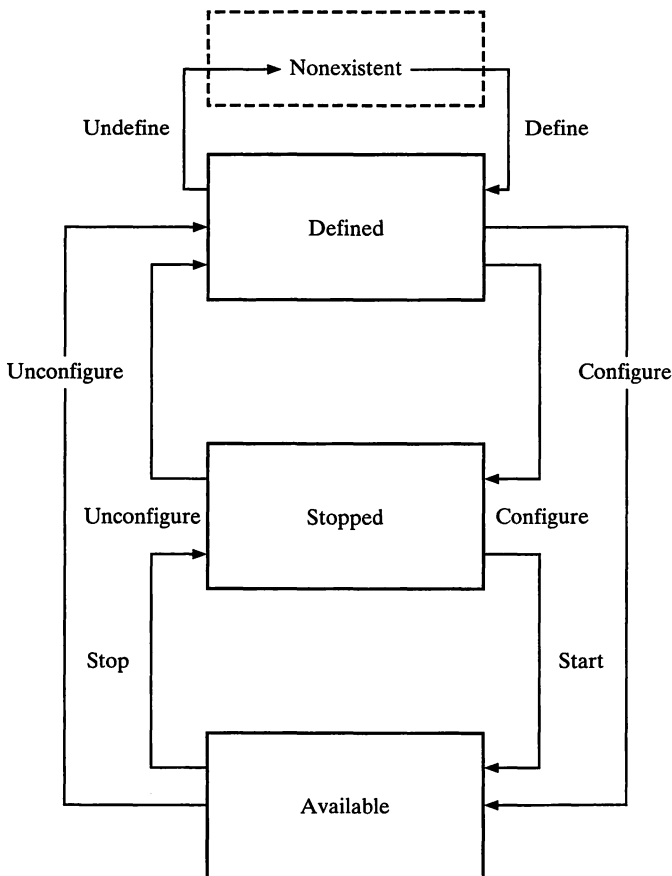 Nonexistent
Undefine
Define
Defined
Unconfigure
Configure
Unconfigure
Stopped
Configure
Stop
Start
Available